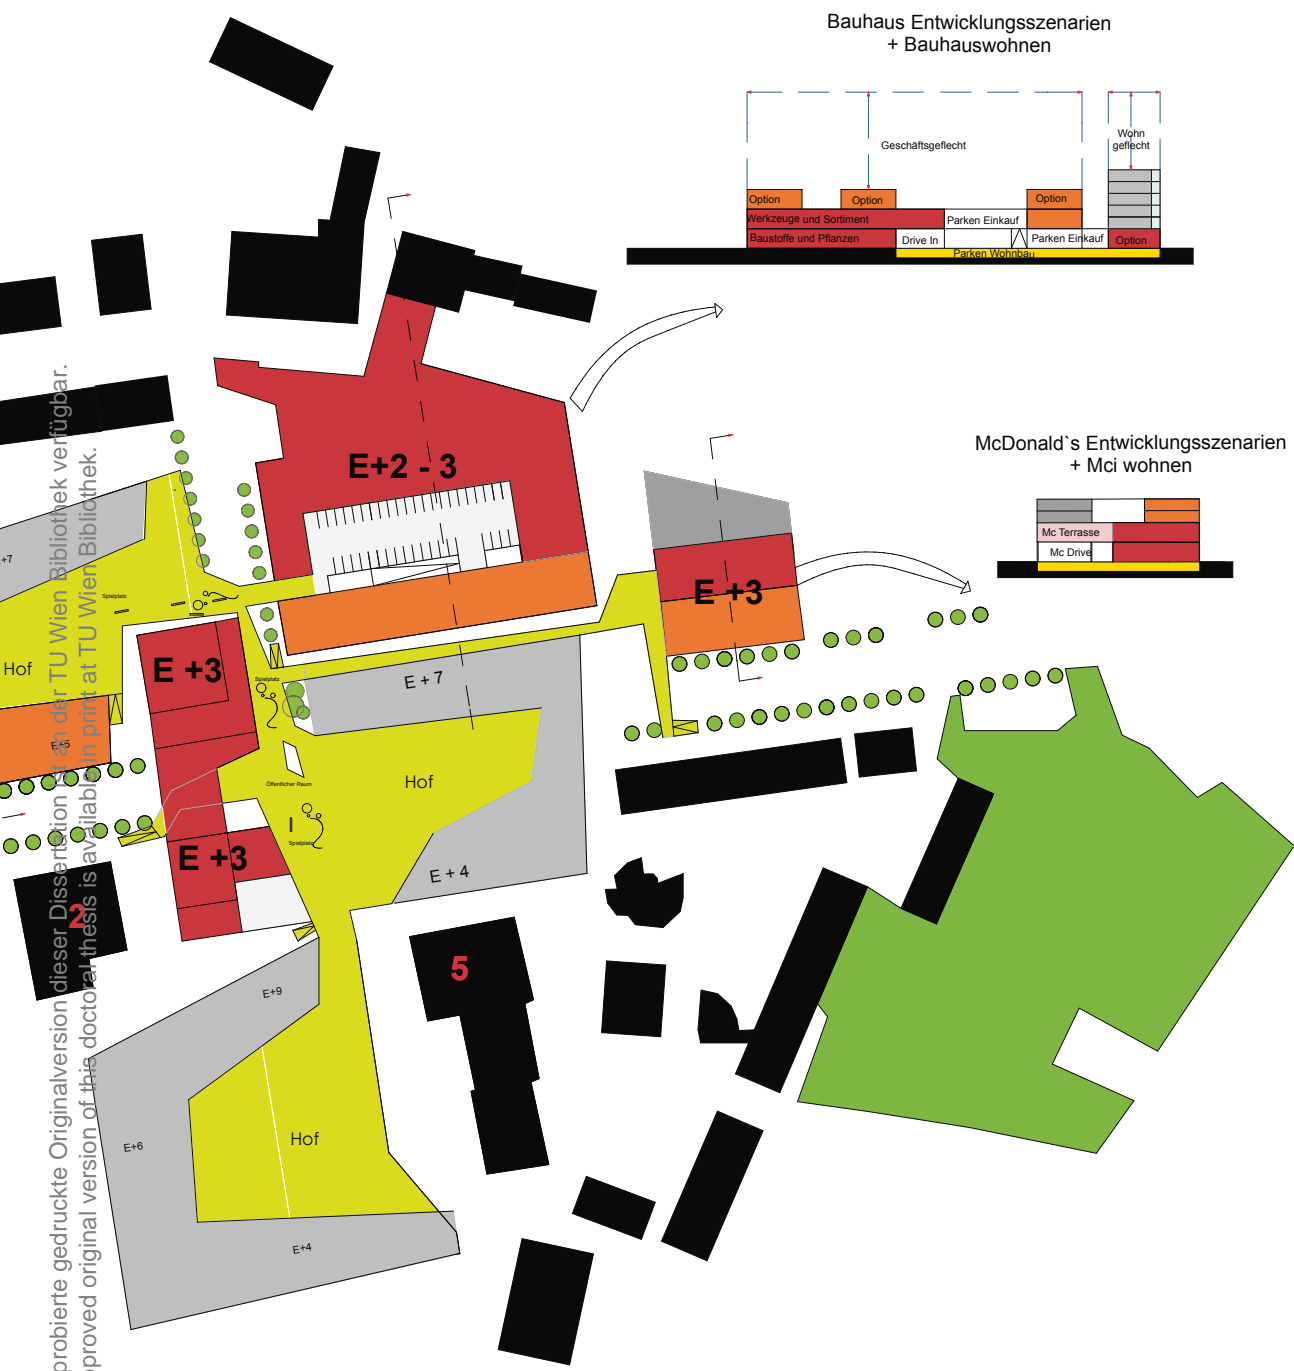 Bauhaus Entwicklungsszenarien
+ Bauhauswohnen
Geschäftsgeflecht
Wohn
geflecht
Option
Option
Option
Werkzeuge und Sortiment
Parken Einkauf
Baustoffe und Pflanzen
Drive In
Parken Einkauf
Option
Parken Wohnbau
McDonald`s Entwicklungsszenarien
+ Mci wohnen
Mc Terrasse
Mc Drive
E+2 - 3
E +3
+7
Spielplatz
Hof
E +3
Spielplatz
E + 7
E+5
Öffentlicher Raum
Hof
I
Spielplatz
E +3
E + 4
2
5
E+9
E+6
Hof
E+4
probierte gedruckte Originalversion dieser Dissertation ist an der TU Wien Bibliothek verfügbar.
pproved original version of this doctoral thesis is available in print at TU Wien Bibliothek.